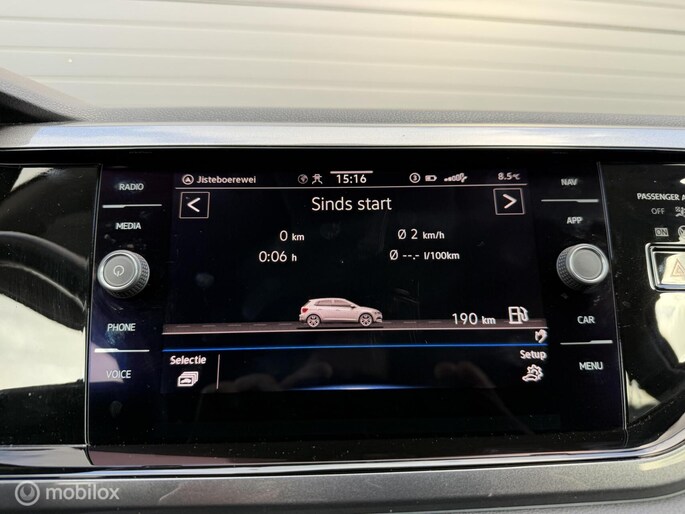 Jisteboerewei 15:16 3 8.5°C
RADIO
NAV
PASSENGER A
OFF
Sinds start
MEDIA
APP
ON
0 km Ø 2 km/h
0:06 h Ø --,- l/100km
190 km
PHONE
CAR
Selectie
Setup
VOICE
MENU
mobilox